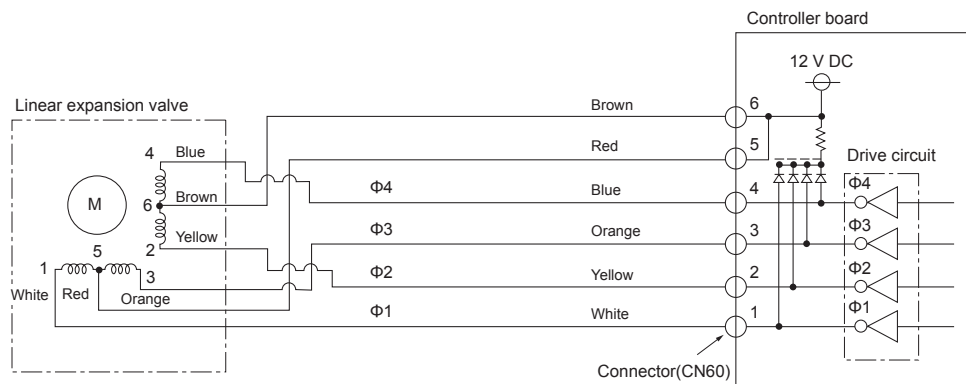 Controller board
12 V DC
Linear expansion valve
Brown
6
Red
5
Drive circuit
4
Blue
Φ4
Blue
4
Φ4
M
6
Brown
Φ3
Orange
3
Φ3
2
Yellow
5
Φ2
Yellow
2
Φ2
1
3
White
Red
Orange
Φ1
White
1
Φ1
Connector(CN60)